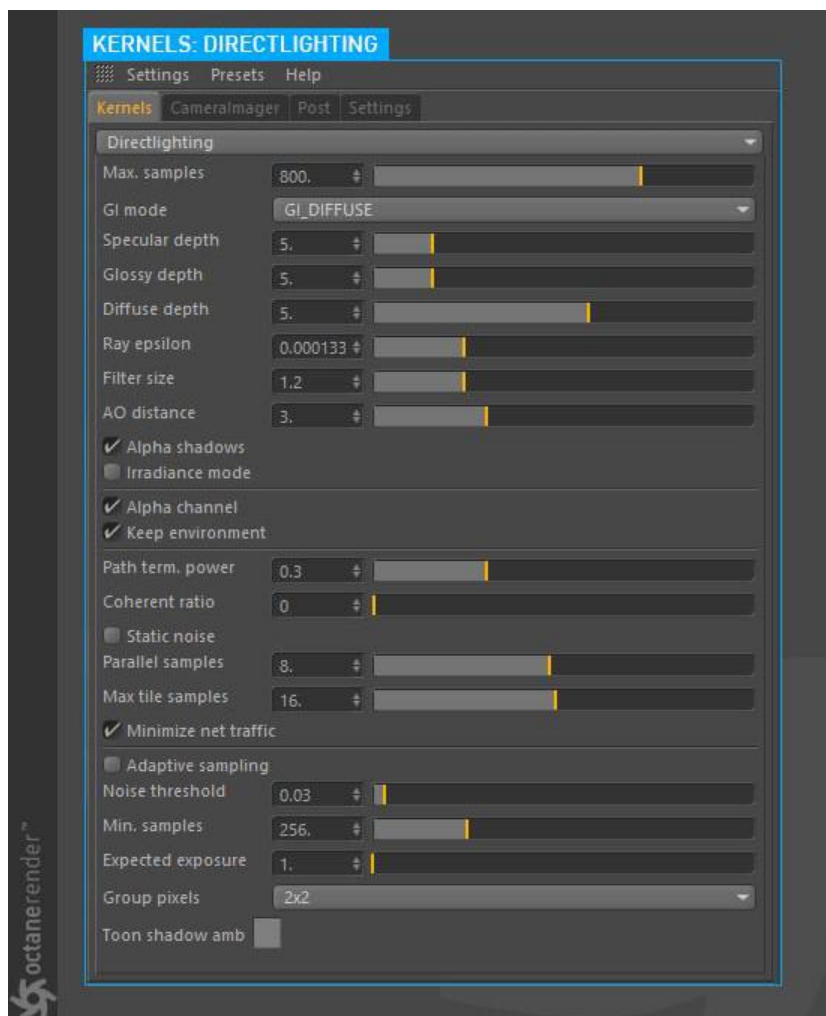 KERNELS: DIRECTLIGHTING
Settings Presets Help
Kernels CameraImager Post Settings
Directlighting
Max. samples 800.
GI mode GI_DIFFUSE
Specular depth 5.
Glossy depth 5.
Diffuse depth 5.
Ray epsilon 0.000133
Filter size 1.2
AO distance 3.
Alpha shadows
Irradiance mode
Alpha channel
Keep environment
Path term. power 0.3
Coherent ratio 0
Static noise
Parallel samples 8.
Max tile samples 16.
Minimize net traffic
Adaptive sampling
Noise threshold 0.03
Min. samples 256.
Expected exposure 1.
Group pixels 2x2
Toon shadow amb
octanerender™